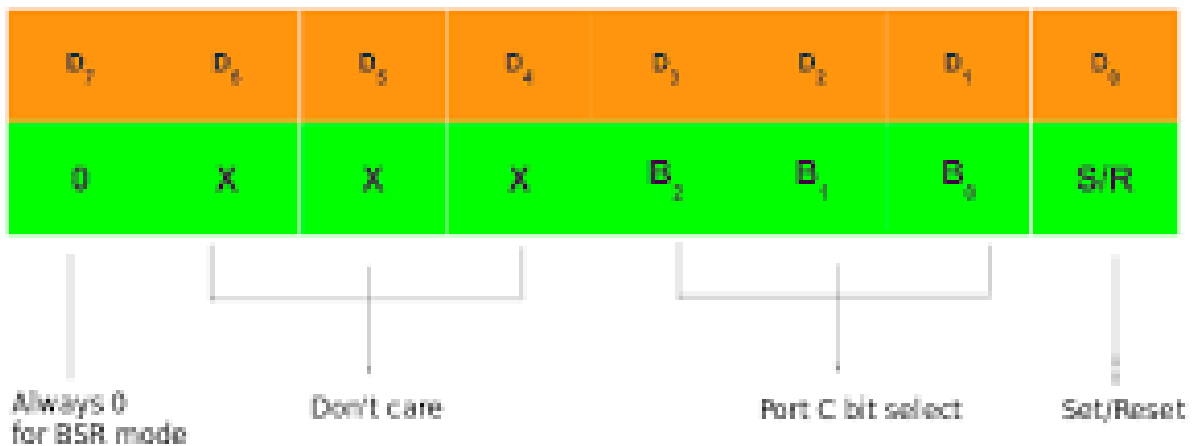 D7 D6 D5 D4 D3 D2 D1 D0
0 X X X B2 B1 B0 S/R
Always 0 Don't care Port C bit select Set/Reset
for BSR mode